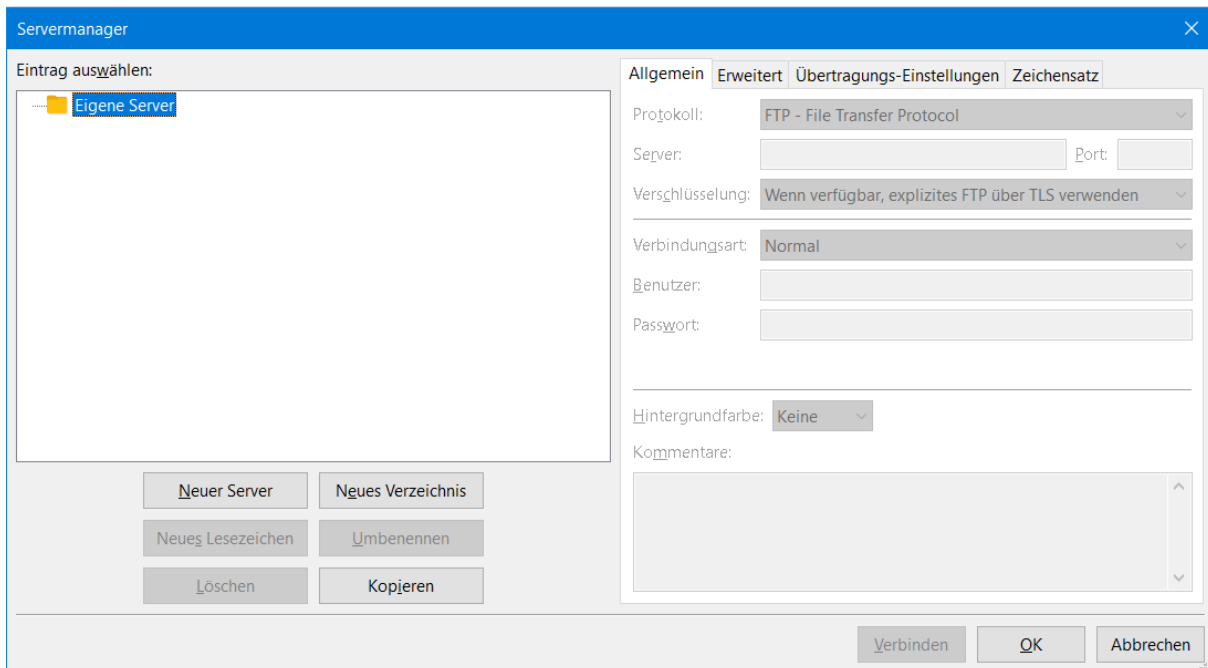 Servermanager
Eintrag auswählen:
Eigene Server
Neuer Server
Neues Verzeichnis
Neues Lesezeichen
Umbenennen
Löschen
Kopieren
Allgemein
Erweitert
Übertragungs-Einstellungen
Zeichensatz
Protokoll:
FTP - File Transfer Protocol
Server:
Port:
Verschlüsselung:
Wenn verfügbar, explizites FTP über TLS verwenden
Verbindungsart:
Normal
Benutzer:
Passwort:
Hintergrundfarbe:
Keine
Kommentare:
Verbinden
OK
Abbrechen